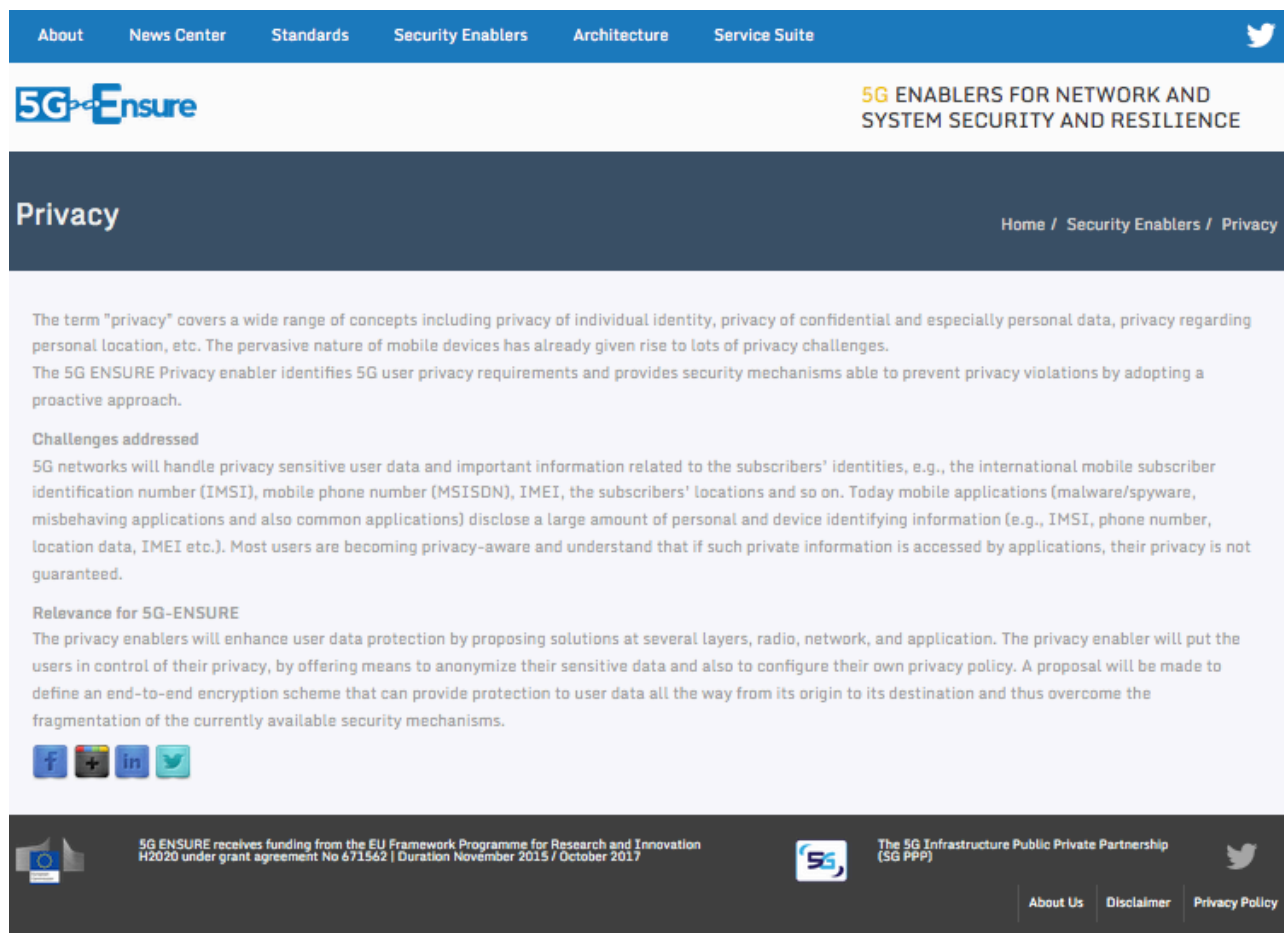 About News Center Standards Security Enablers Architecture Service Suite
5G Ensure
5G ENABLERS FOR NETWORK AND
SYSTEM SECURITY AND RESILIENCE
Privacy
Home / Security Enablers / Privacy
The term "privacy" covers a wide range of concepts including privacy of individual identity, privacy of confidential and especially personal data, privacy regarding
personal location, etc. The pervasive nature of mobile devices has already given rise to lots of privacy challenges.
The 5G ENSURE Privacy enabler identifies 5G user privacy requirements and provides security mechanisms able to prevent privacy violations by adopting a
proactive approach.
Challenges addressed
5G networks will handle privacy sensitive user data and important information related to the subscribers' identities, e.g., the international mobile subscriber
identification number (IMSI), mobile phone number (MSISDN), IMEI, the subscribers' locations and so on. Today mobile applications (malware/spyware,
misbehaving applications and also common applications) disclose a large amount of personal and device identifying information (e.g., IMSI, phone number,
location data, IMEI etc.). Most users are becoming privacy-aware and understand that if such private information is accessed by applications, their privacy is not
guaranteed.
Relevance for 5G-ENSURE
The privacy enablers will enhance user data protection by proposing solutions at several layers, radio, network, and application. The privacy enabler will put the
users in control of their privacy, by offering means to anonymize their sensitive data and also to configure their own privacy policy. A proposal will be made to
define an end-to-end encryption scheme that can provide protection to user data all the way from its origin to its destination and thus overcome the
fragmentation of the currently available security mechanisms.
f + in
5G ENSURE receives funding from the EU Framework Programme for Research and Innovation
H2020 under grant agreement No 671562 | Duration November 2015 / October 2017
5G
The 5G Infrastructure Public Private Partnership
(5G PPP)
About Us Disclaimer Privacy Policy